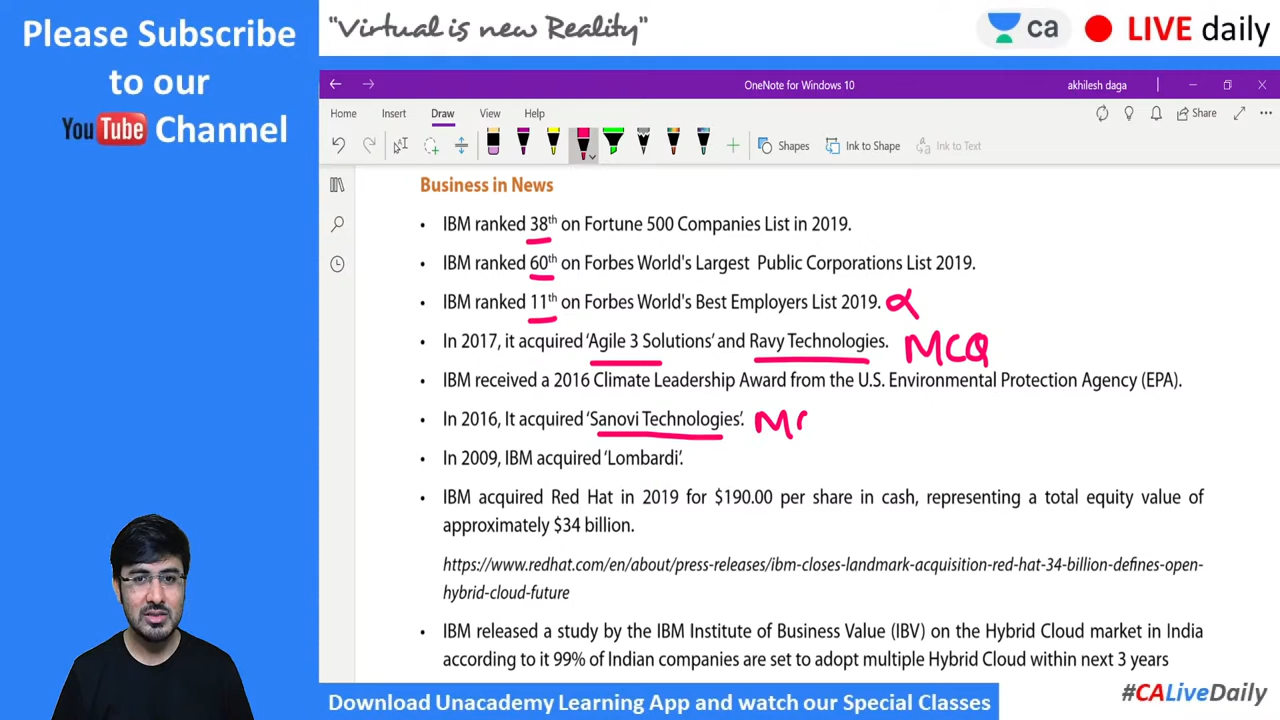 Please Subscribe
to our
YouTube Channel
"Virtual is new Reality"
ca
LIVE daily
OneNote for Windows 10
akhilesh daga
Home Insert Draw View Help
Share
Shapes Ink to Shape Ink to Text
Business in News
• IBM ranked 38th on Fortune 500 Companies List in 2019.
• IBM ranked 60th on Forbes World's Largest Public Corporations List 2019.
• IBM ranked 11th on Forbes World's Best Employers List 2019. α
• In 2017, it acquired 'Agile 3 Solutions' and Ravy Technologies. MCQ
• IBM received a 2016 Climate Leadership Award from the U.S. Environmental Protection Agency (EPA).
• In 2016, It acquired 'Sanovi Technologies'. M
• In 2009, IBM acquired 'Lombardi'.
• IBM acquired Red Hat in 2019 for $190.00 per share in cash, representing a total equity value of
approximately $34 billion.
https://www.redhat.com/en/about/press-releases/ibm-closes-landmark-acquisition-red-hat-34-billion-defines-open-
hybrid-cloud-future
• IBM released a study by the IBM Institute of Business Value (IBV) on the Hybrid Cloud market in India
according to it 99% of Indian companies are set to adopt multiple Hybrid Cloud within next 3 years
Download Unacademy Learning App and watch our Special Classes
#CALiveDaily